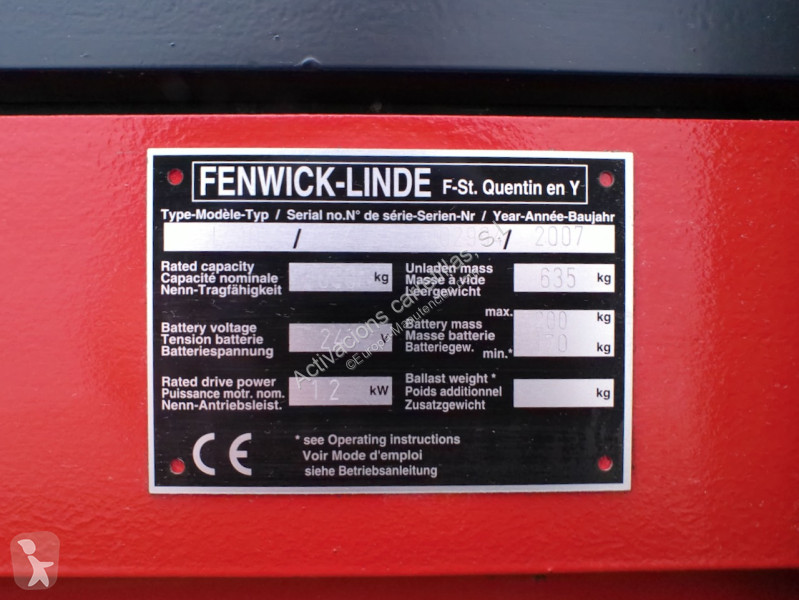 FENWICK-LINDE F-St. Quentin en Y
Type-Modèle-Typ / Serial no.N° de série-Serien-Nr / Year-Année-Baujahr
/ / 2007
Rated capacity
Capacité nominale
Nenn-Tragfähigkeit
kg
Unladen mass
Masse à vide
Leergewicht
635 kg
Battery voltage
Tension batterie
Batteriespannung
V
max.
Battery mass
Masse batterie
Batteriegew. min.*
kg
kg
Rated drive power
Puissance motr. nom.
Nenn-Antriebsleist.
kW
Ballast weight *
Poids additionnel
Zusatzgewicht
kg
CE
* see Operating instructions
Voir Mode d'emploi
siehe Betriebsanleitung